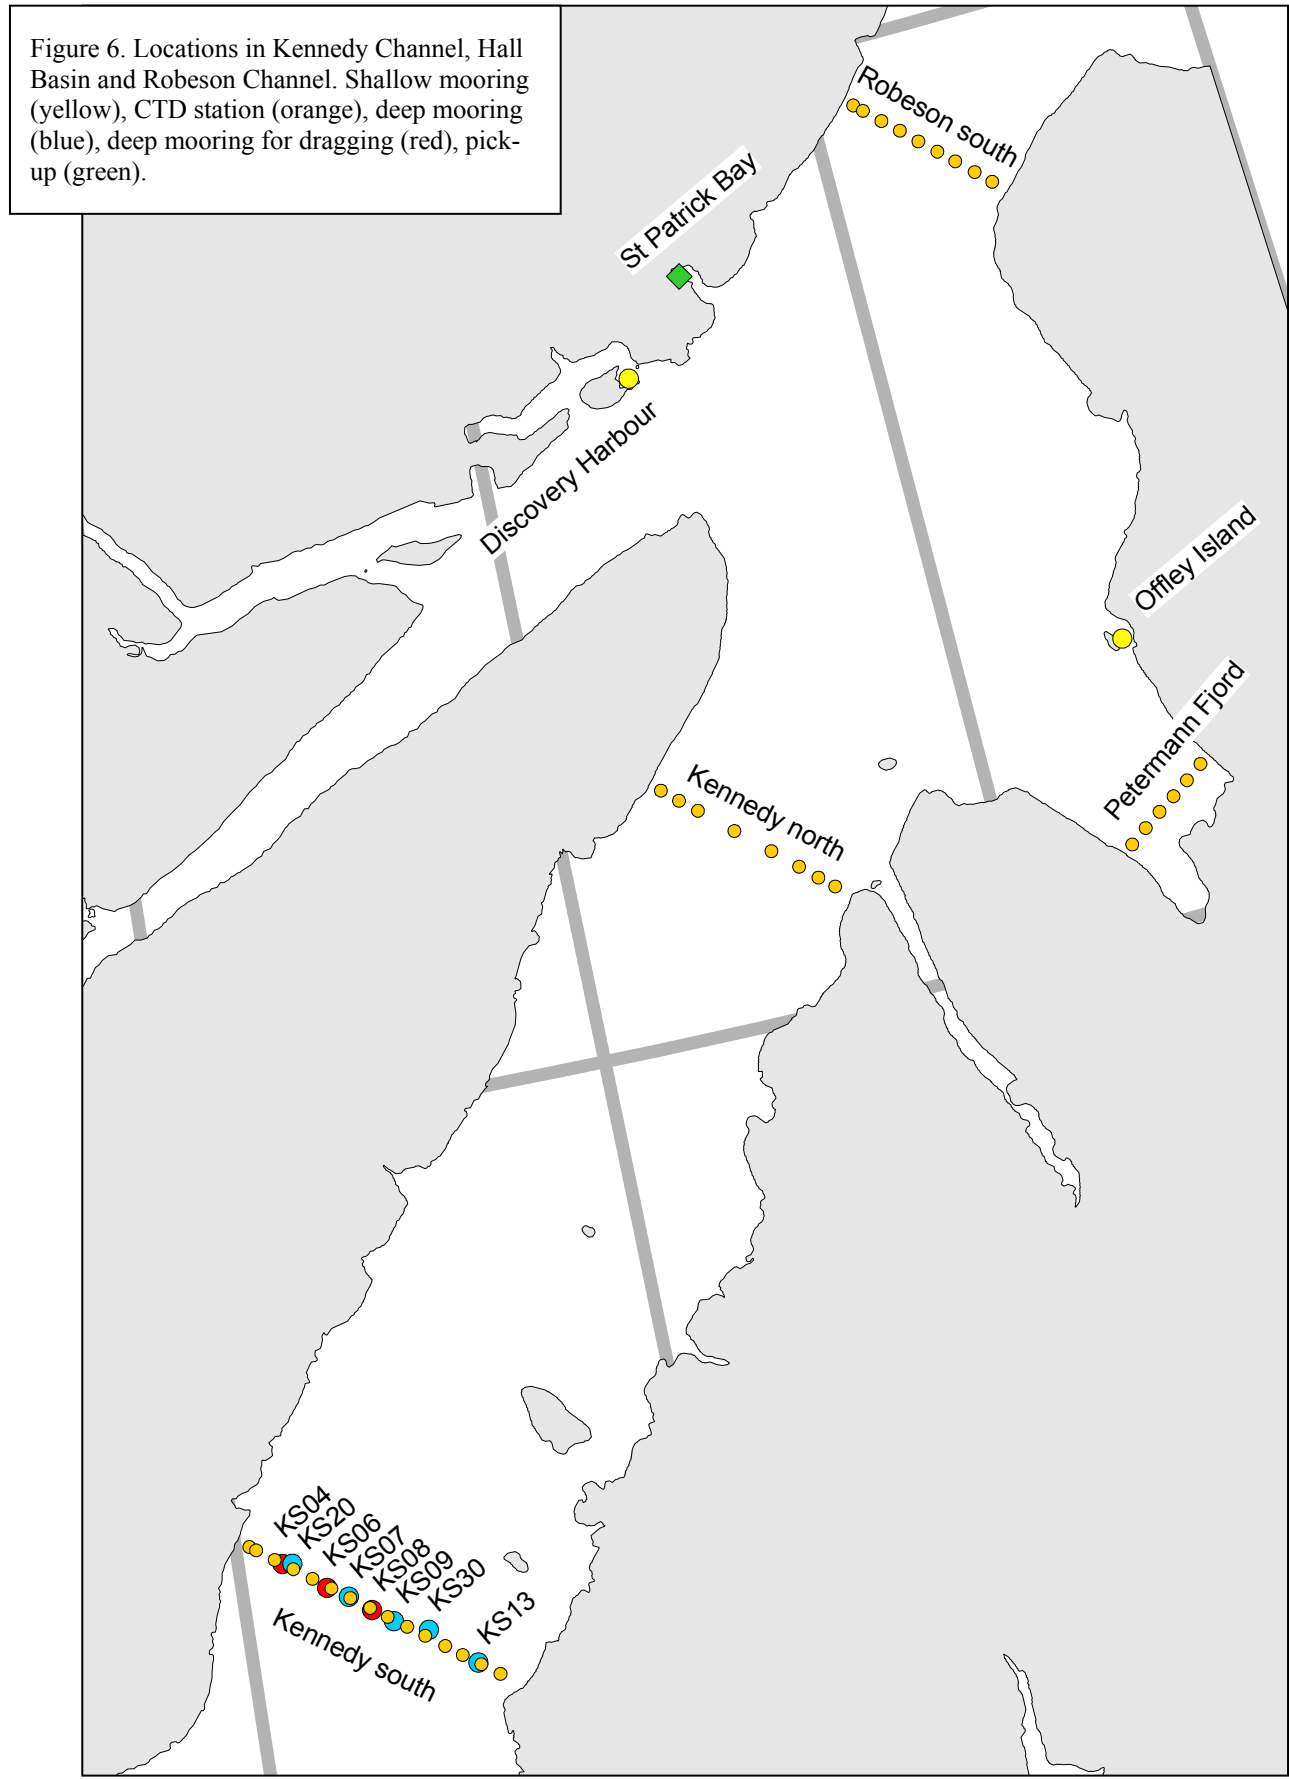 Figure 6. Locations in Kennedy Channel, Hall
Basin and Robeson Channel. Shallow mooring
(yellow), CTD station (orange), deep mooring
(blue), deep mooring for dragging (red), pick-
up (green).
Robeson south
St Patrick Bay
Discovery Harbour
Offley Island
Petermann Fjord
Kennedy north
KS04
KS20
KS06
KS07
KS08
KS09
KS30
KS13
Kennedy south